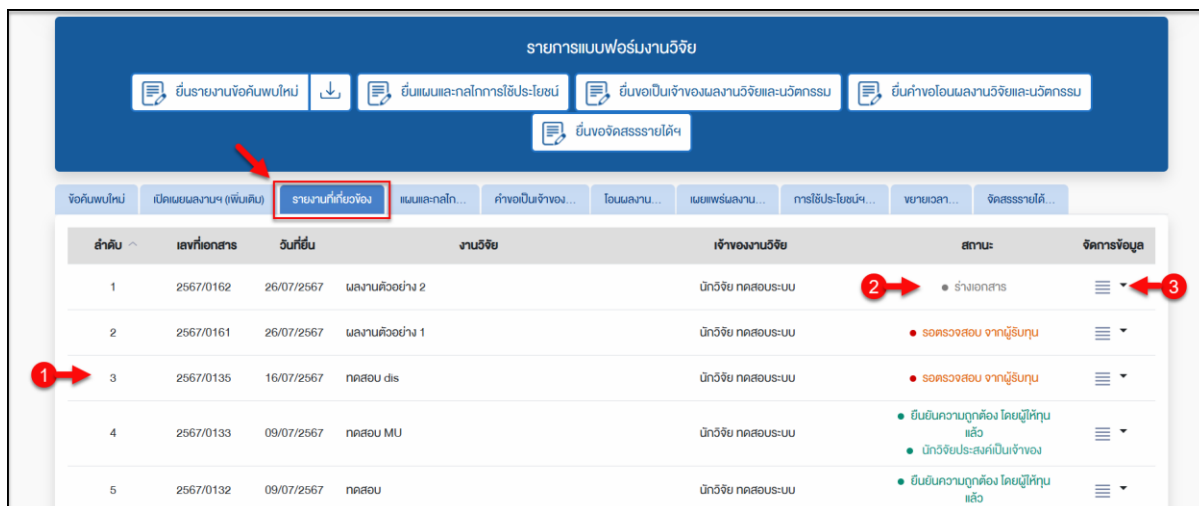 รายการแบบฟอร์มงานวิจัย
ยื่นรายงานข้อค้นพบใหม่ ยื่นแผนและกลไกการใช้ประโยชน์ ยื่นขอเป็นเจ้าของผลงานวิจัยและนวัตกรรม ยื่นคำขอโอนผลงานวิจัยและนวัตกรรม
ยื่นขอจัดสรรรายได้ฯ
ข้อค้นพบใหม่ เปิดเผยผลงานฯ (เพิ่มเติม) รายงานที่เกี่ยวข้อง แผนและกลไก... คำขอเป็นเจ้าของ... โอนผลงาน... เผยแพร่ผลงาน... การใช้ประโยชน์ฯ... ขยายเวลา... จัดสรรรายได้...
ลำดับ เลขที่เอกสาร วันที่ยื่น งานวิจัย เจ้าของงานวิจัย สถานะ จัดการข้อมูล
1 2567/0162 26/07/2567 ผลงานตัวอย่าง 2 นักวิจัย ทดสอบระบบ 2 ร่างเอกสาร 3
2 2567/0161 26/07/2567 ผลงานตัวอย่าง 1 นักวิจัย ทดสอบระบบ รอตรวจสอบ จากผู้รับทุน
1 3 2567/0135 16/07/2567 ทดสอบ dis นักวิจัย ทดสอบระบบ รอตรวจสอบ จากผู้รับทุน
4 2567/0133 09/07/2567 ทดสอบ MU นักวิจัย ทดสอบระบบ ยืนยันความถูกต้อง โดยผู้ให้ทุน
แล้ว
นักวิจัยประสงค์เป็นเจ้าของ
5 2567/0132 09/07/2567 ทดสอบ นักวิจัย ทดสอบระบบ ยืนยันความถูกต้อง โดยผู้ให้ทุน
แล้ว